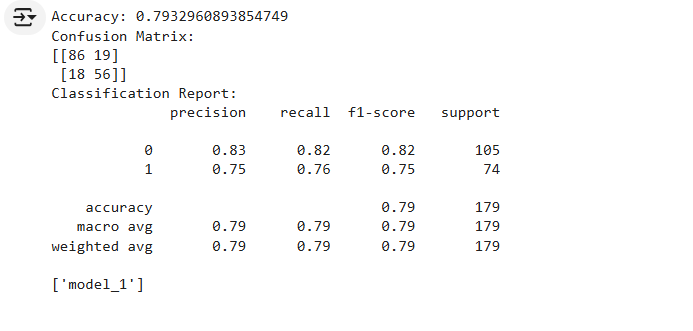 Accuracy: 0.7932960893854749
Confusion Matrix:
[[86 19]
 [18 56]]
Classification Report:
              precision    recall  f1-score   support

           0       0.83      0.82      0.82       105
           1       0.75      0.76      0.75        74

    accuracy                           0.79       179
   macro avg       0.79      0.79      0.79       179
weighted avg       0.79      0.79      0.79       179

['model_1']